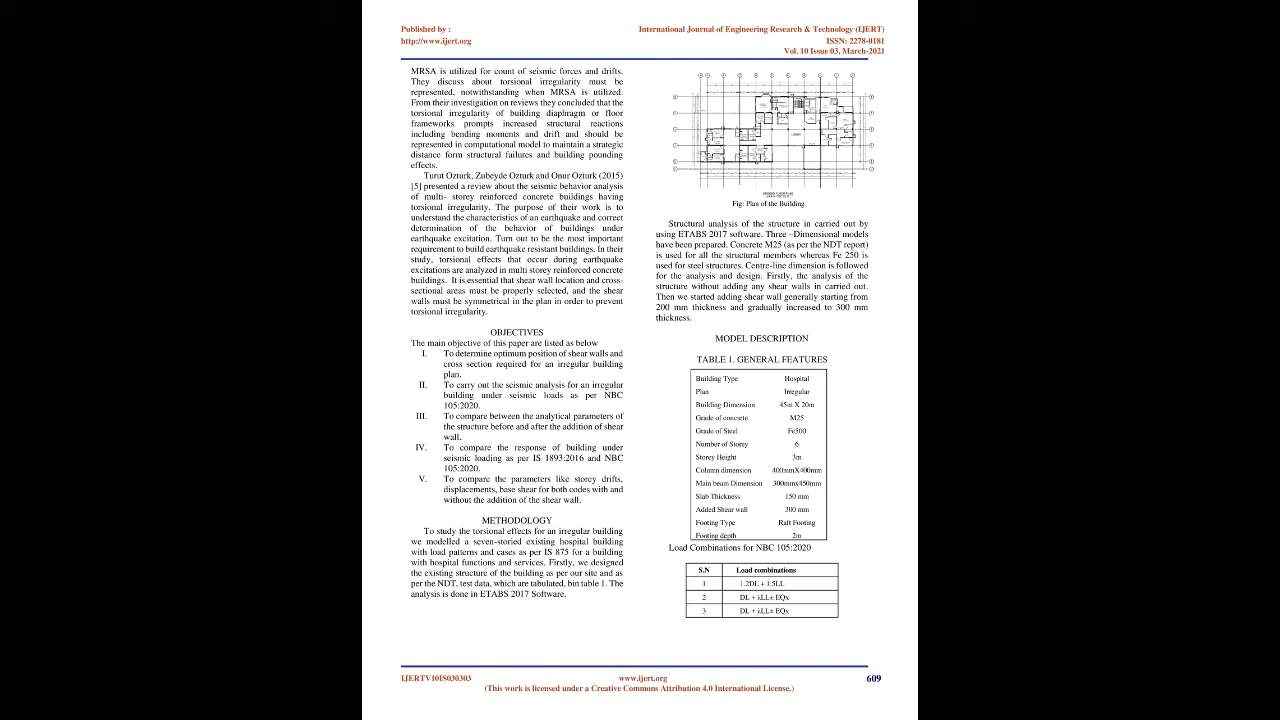 Published by :
http://www.ijert.org
International Journal of Engineering Research & Technology (IJERT)
ISSN: 2278-0181
Vol. 10 Issue 03, March-2021
MRSA is utilized for count of seismic forces and drifts.
They discuss about torsional irregularity must be
represented, notwithstanding when MRSA is utilized.
From their investigation on reviews they concluded that the
torsional irregularity of building diaphragm or floor
frameworks prompts increased structural reactions
including bending moments and drift and should be
represented in computational model to maintain a strategic
distance form structural failures and building pounding
effects.
Turut Ozturk, Zubeyde Ozturk and Onur Ozturk (2015)
[5] presented a review about the seismic behavior analysis
of multi- storey reinforced concrete buildings having
torsional irregularity. The purpose of their work is to
understand the characteristics of an earthquake and correct
determination of the behavior of buildings under
earthquake excitation. Turn out to be the most important
requirement to build earthquake resistant buildings. In their
study, torsional effects that occur during earthquake
excitations are analyzed in multi storey reinforced concrete
buildings. It is essential that shear wall location and cross-
sectional areas must be properly selected, and the shear
walls must be symmetrical in the plan in order to prevent
torsional irregularity.
OBJECTIVES
The main objective of this paper are listed as below
I. To determine optimum position of shear walls and
cross section required for an irregular building
plan.
II. To carry out the seismic analysis for an irregular
building under seismic loads as per NBC
105:2020.
III. To compare between the analytical parameters of
the structure before and after the addition of shear
wall.
IV. To compare the response of building under
seismic loading as per IS 1893:2016 and NBC
105:2020.
V. To compare the parameters like storey drifts,
displacements, base shear for both codes with and
without the addition of the shear wall.
METHODOLOGY
To study the torsional effects for an irregular building
we modelled a seven-storied existing hospital building
with load patterns and cases as per IS 875 for a building
with hospital functions and services. Firstly, we designed
the existing structure of the building as per our site and as
per the NDT, test data, which are tabulated, bin table 1. The
analysis is done in ETABS 2017 Software.
Fig: Plan of the Building
Structural analysis of the structure in carried out by
using ETABS 2017 software. Three –Dimensional models
have been prepared. Concrete M25 (as per the NDT report)
is used for all the structural members whereas Fe 250 is
used for steel structures. Centre-line dimension is followed
for the analysis and design. Firstly, the analysis of the
structure without adding any shear walls in carried out.
Then we started adding shear wall generally starting from
200 mm thickness and gradually increased to 300 mm
thickness.
MODEL DESCRIPTION
TABLE 1. GENERAL FEATURES
Building Type Hospital
Plan Irregular
Building Dimension 45m X 20m
Grade of concrete M25
Grade of Steel Fe500
Number of Storey 6
Storey Height 3m
Column dimension 400mmX400mm
Main beam Dimension 300mmx450mm
Slab Thickness 150 mm
Added Shear wall 300 mm
Footing Type Raft Footing
Footing depth 2m
Load Combinations for NBC 105:2020
S.N Load combinations
1 1.2DL + 1.5LL
2 DL + λLL± EQx
3 DL + λLL± EQx
IJERTV10IS030303
www.ijert.org
609
(This work is licensed under a Creative Commons Attribution 4.0 International License.)